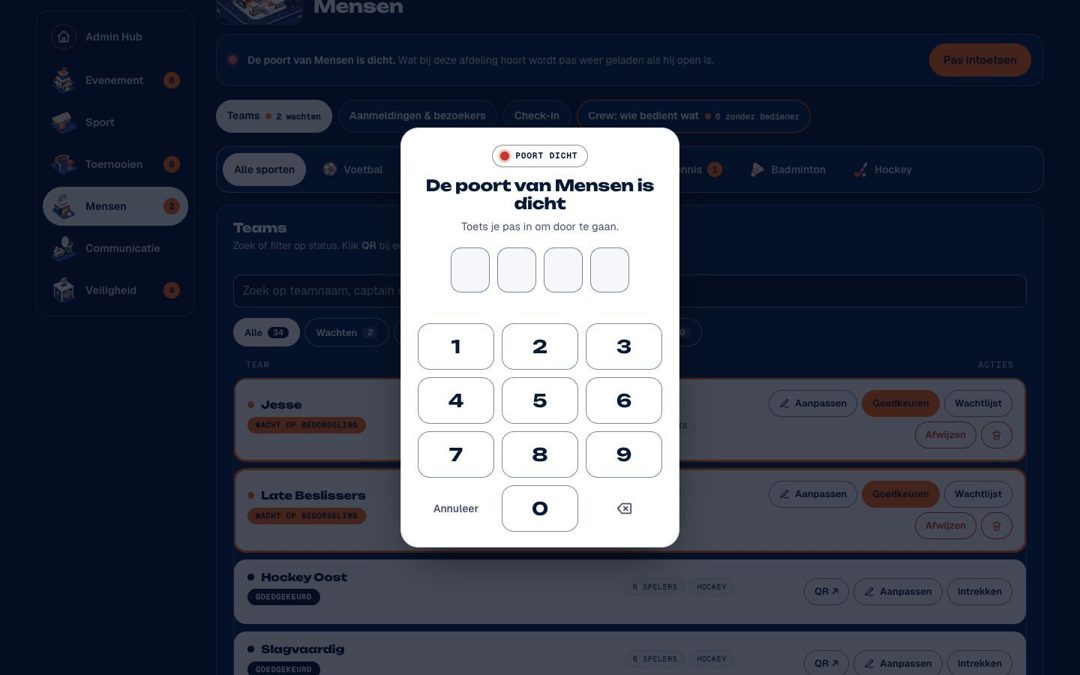 Mensen
Admin Hub
Evenement 6
Sport
Toernooien 6
Mensen 2
Communicatie
Veiligheid 4
De poort van Mensen is dicht. Wat bij deze afdeling hoort wordt pas weer geladen als hij open is.
Pas intoetsen
Teams 2 wachten
Aanmeldingen & bezoekers
Check-in
Crew: wie bedient wat 6 zonder bediener
Alle sporten
Voetbal
1
Badminton
Hockey
Teams
Zoek of filter op status. Klik QR bij
Zoek op teamnaam, captain
Alle 34
Wachten 2
TEAM
ACTIES
Jesse
WACHT OP BEOORDELING
Aanpassen
Goedkeuren
Wachtlijst
Afwijzen
Late Beslissers
WACHT OP BEOORDELING
Aanpassen
Goedkeuren
Wachtlijst
Afwijzen
Hockey Oost
GOEDGEKEURD
6 SPELERS
HOCKEY
QR ↗
Aanpassen
Intrekken
Slagvaardig
GOEDGEKEURD
6 SPELERS
HOCKEY
QR ↗
Aanpassen
Intrekken
POORT DICHT
De poort van Mensen is
dicht
Toets je pas in om door te gaan.
1 2 3
4 5 6
7 8 9
Annuleer 0